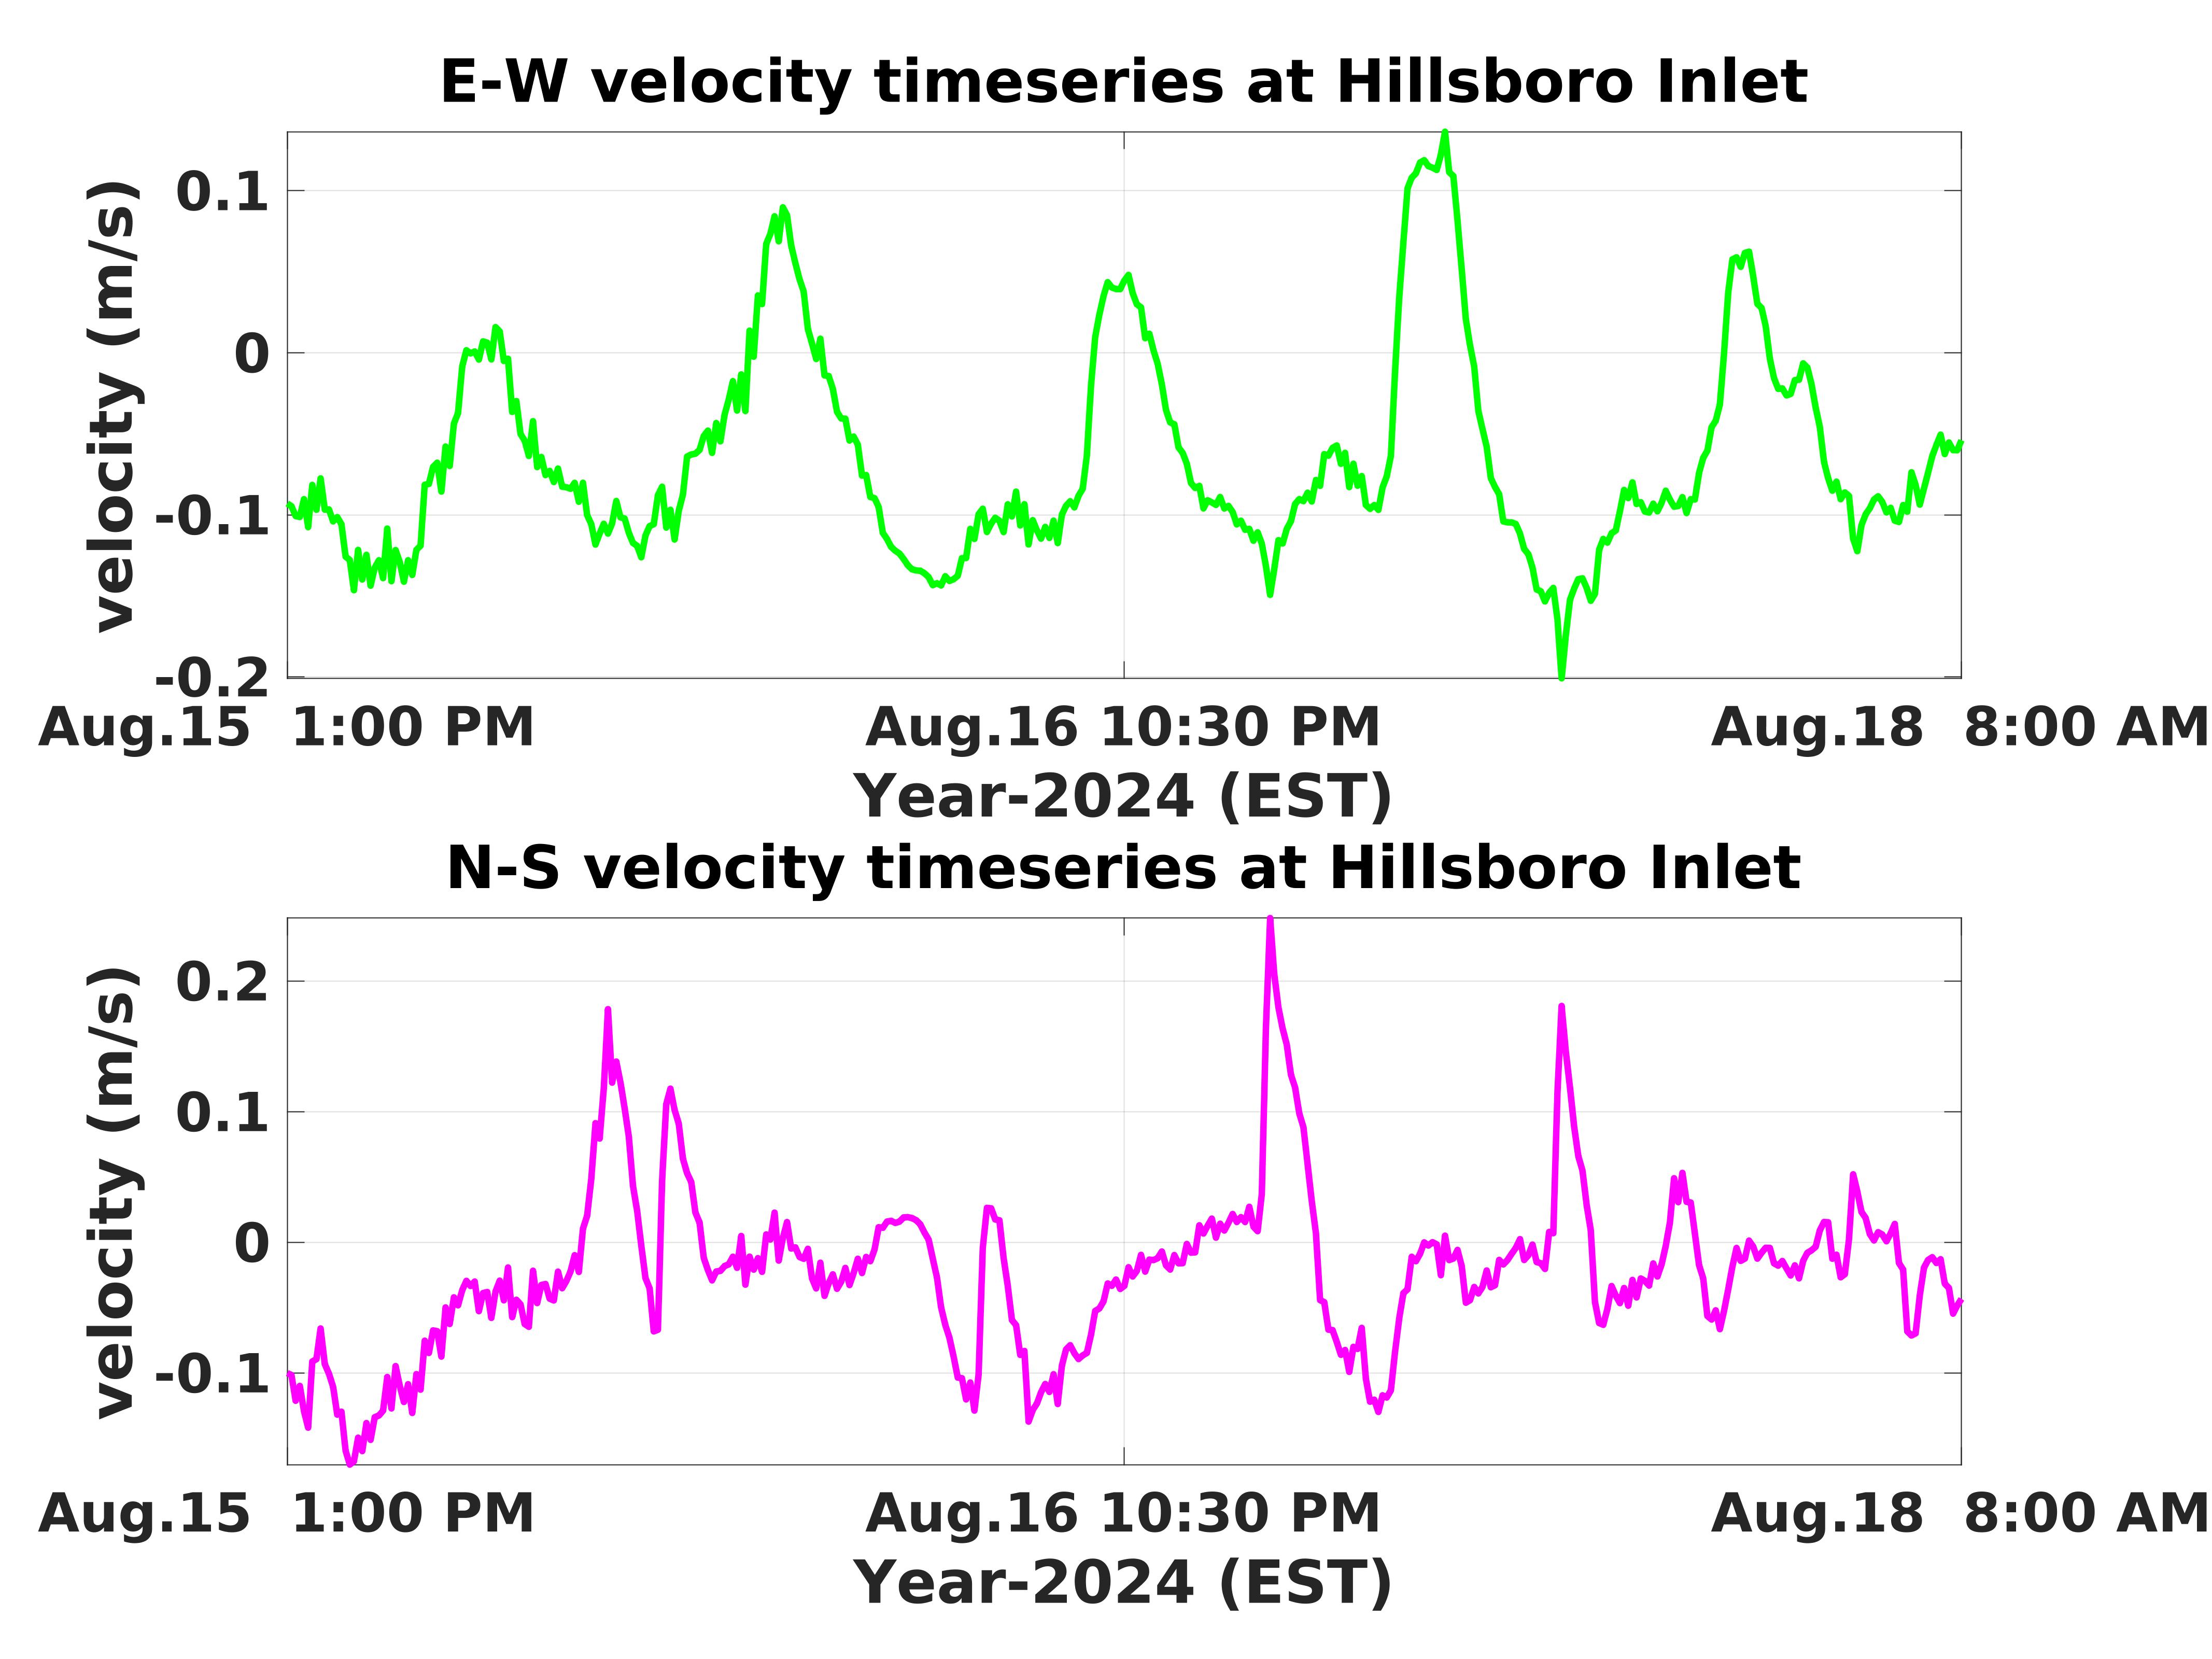 E-W velocity timeseries at Hillsboro Inlet
velocity (m/s)
0.1
0
-0.1
-0.2
Aug.15  1:00 PM Aug.16 10:30 PM Aug.18  8:00 AM
Year-2024 (EST)
N-S velocity timeseries at Hillsboro Inlet
velocity (m/s)
0.2
0.1
0
-0.1
Aug.15  1:00 PM Aug.16 10:30 PM Aug.18  8:00 AM
Year-2024 (EST)